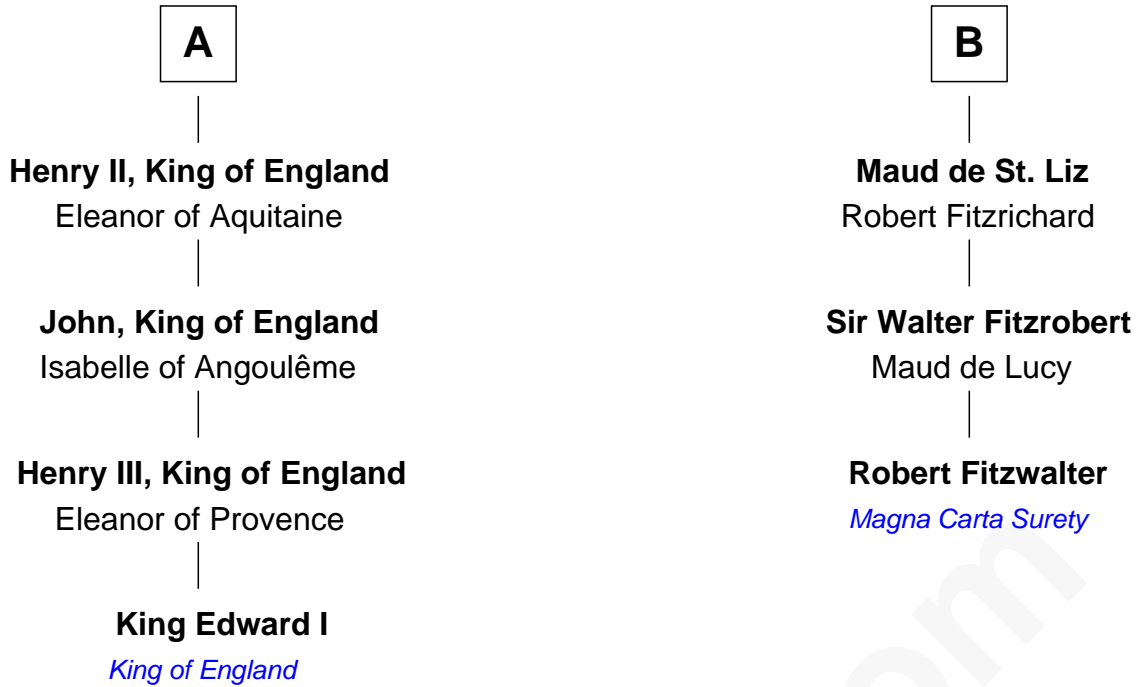 A
Henry II, King of England
Eleanor of Aquitaine
John, King of England
Isabelle of Angoulême
Henry III, King of England
Eleanor of Provence
King Edward I
King of England
B
Maud de St. Liz
Robert Fitzrichard
Sir Walter Fitzrobert
Maud de Lucy
Robert Fitzwalter
Magna Carta Surety
om